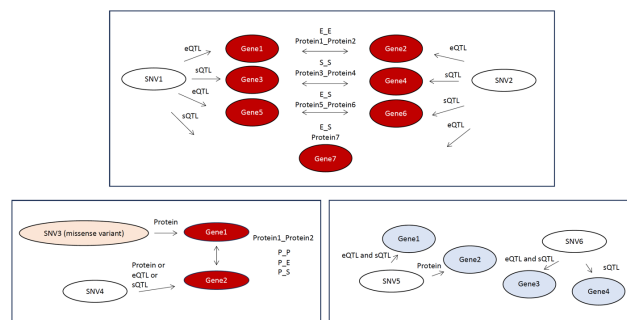 E_E
eQTL Gene1 Protein1_Protein2 Gene2 eQTL
S_S
SNV1 sQTL Gene3 Protein3_Protein4 Gene4 sQTL SNV2
eQTL E_S sQTL
Gene5 Protein5_Protein6 Gene6
sQTL E_S eQTL
Protein7
Gene7
SNV3 (missense variant) Protein Gene1
Protein1_Protein2
P_P
P_E
P_S
Protein or
eQTL or
sQTL
SNV4 Gene2
Gene1
eQTL and sQTL
SNV5 Protein Gene2
SNV6
eQTL and sQTL sQTL
Gene3 Gene4